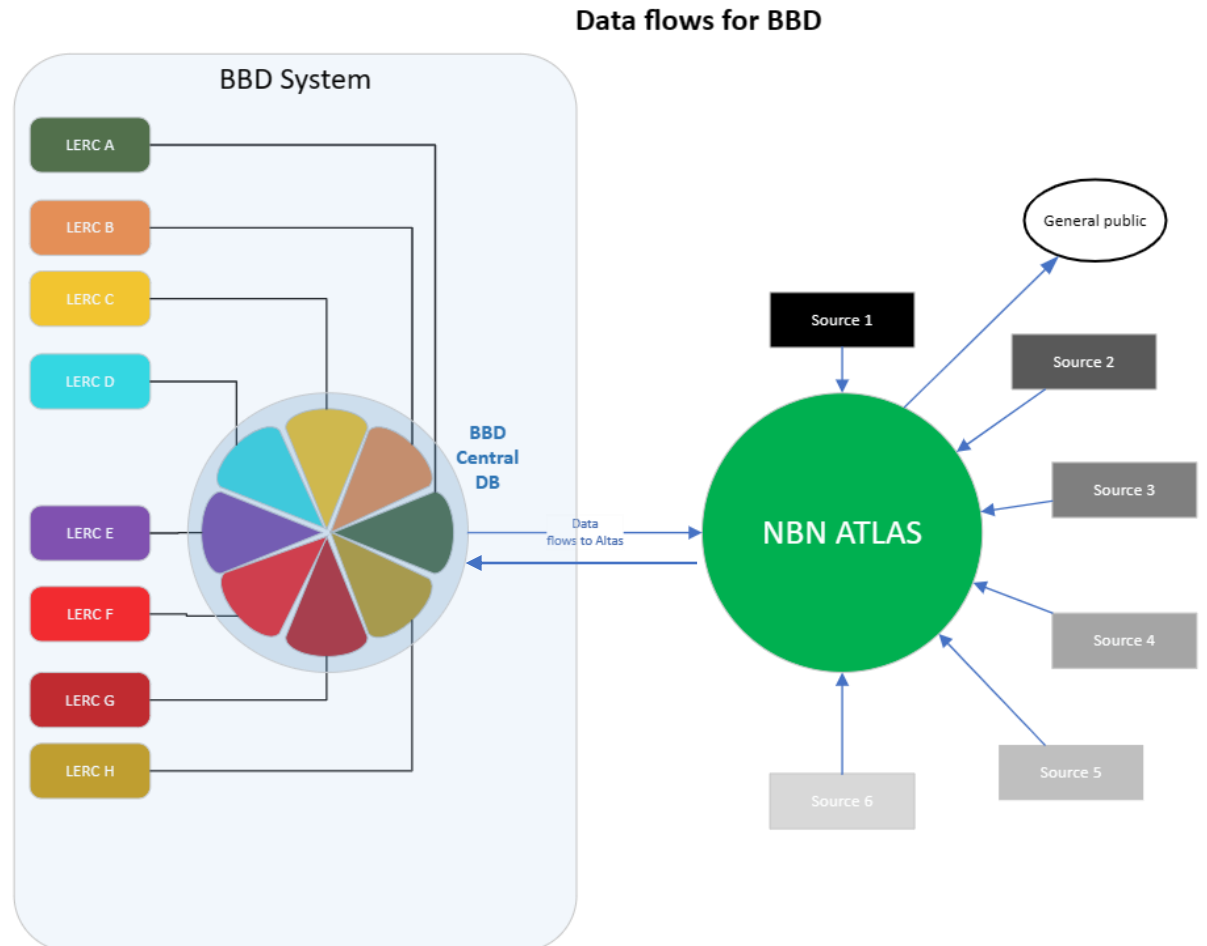 Data flows for BBD
BBD System
LERC A
LERC B
LERC C
LERC D
LERC E
LERC F
LERC G
LERC H
BBD
Central
DB
Data
flows to Altas
NBN ATLAS
General public
Source 1
Source 2
Source 3
Source 4
Source 5
Source 6